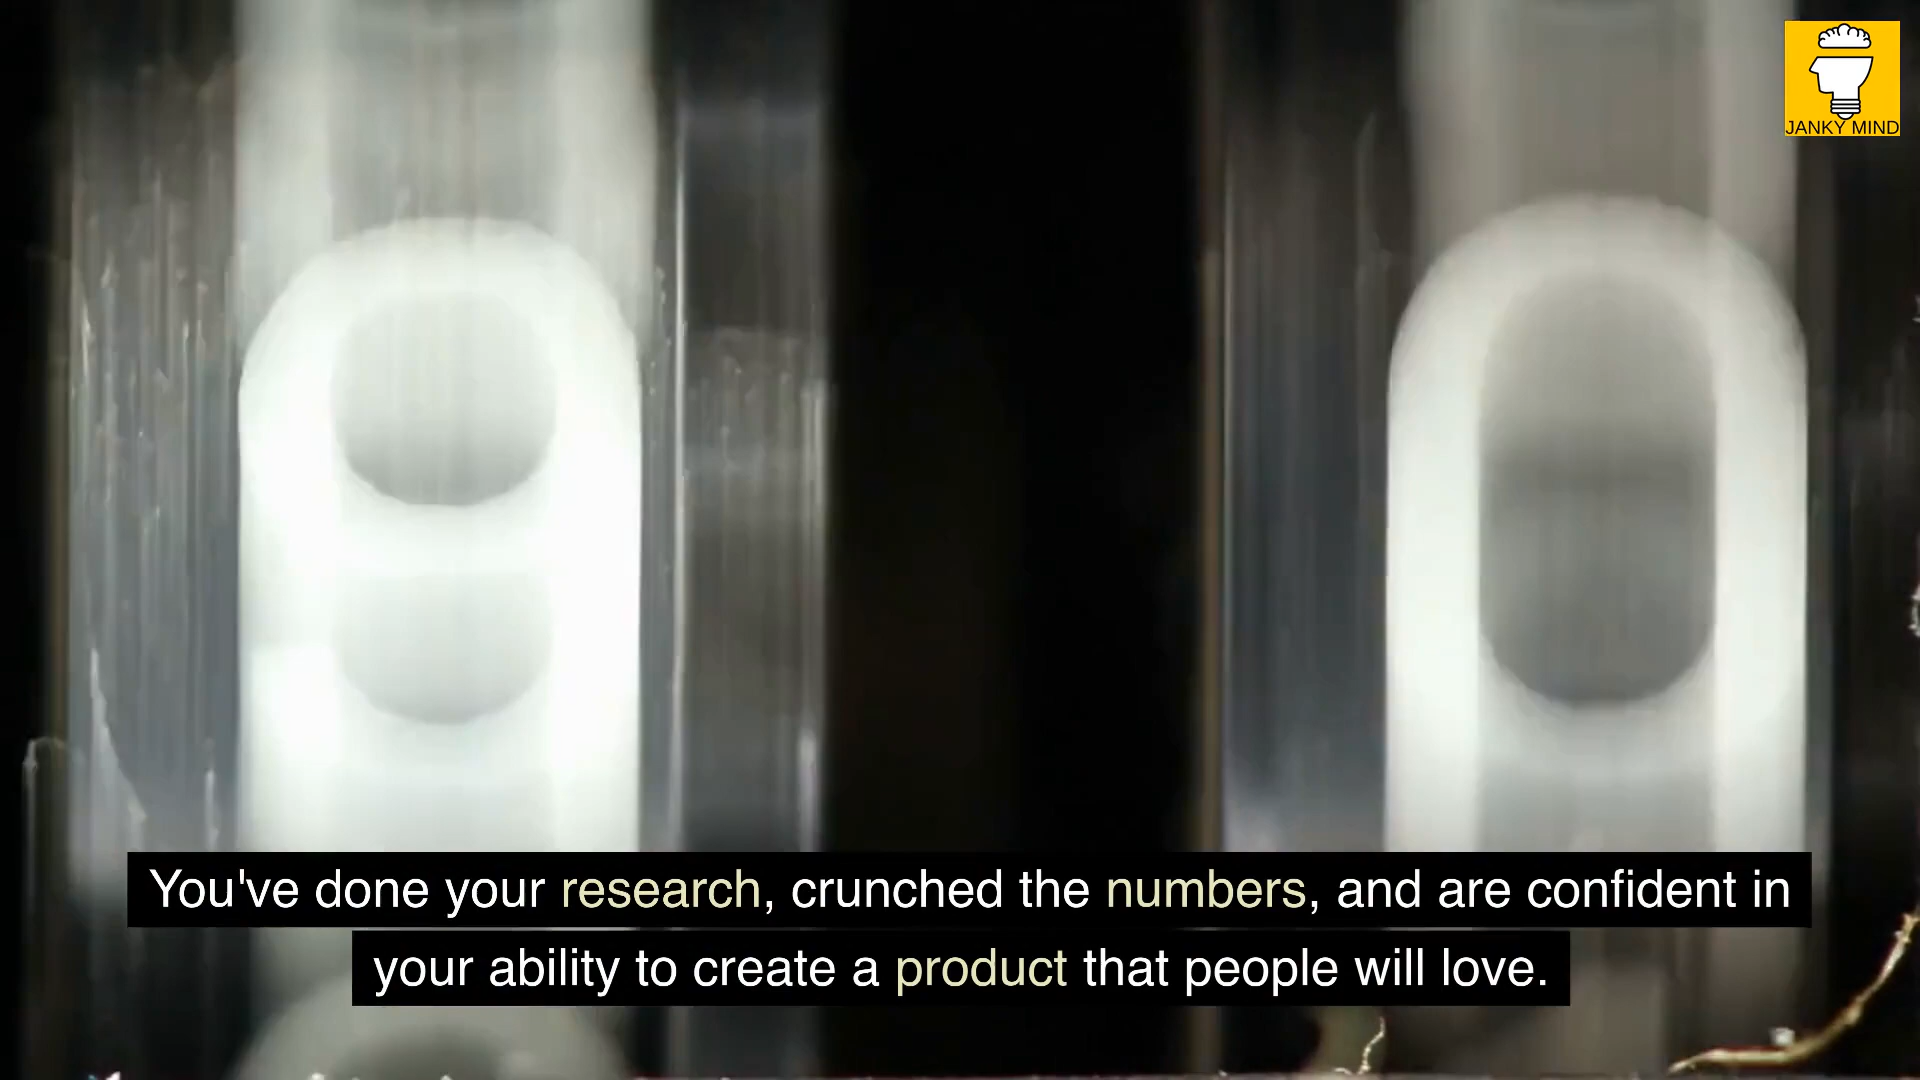 JANKY MIND
You've done your research, crunched the numbers, and are confident in
your ability to create a product that people will love.